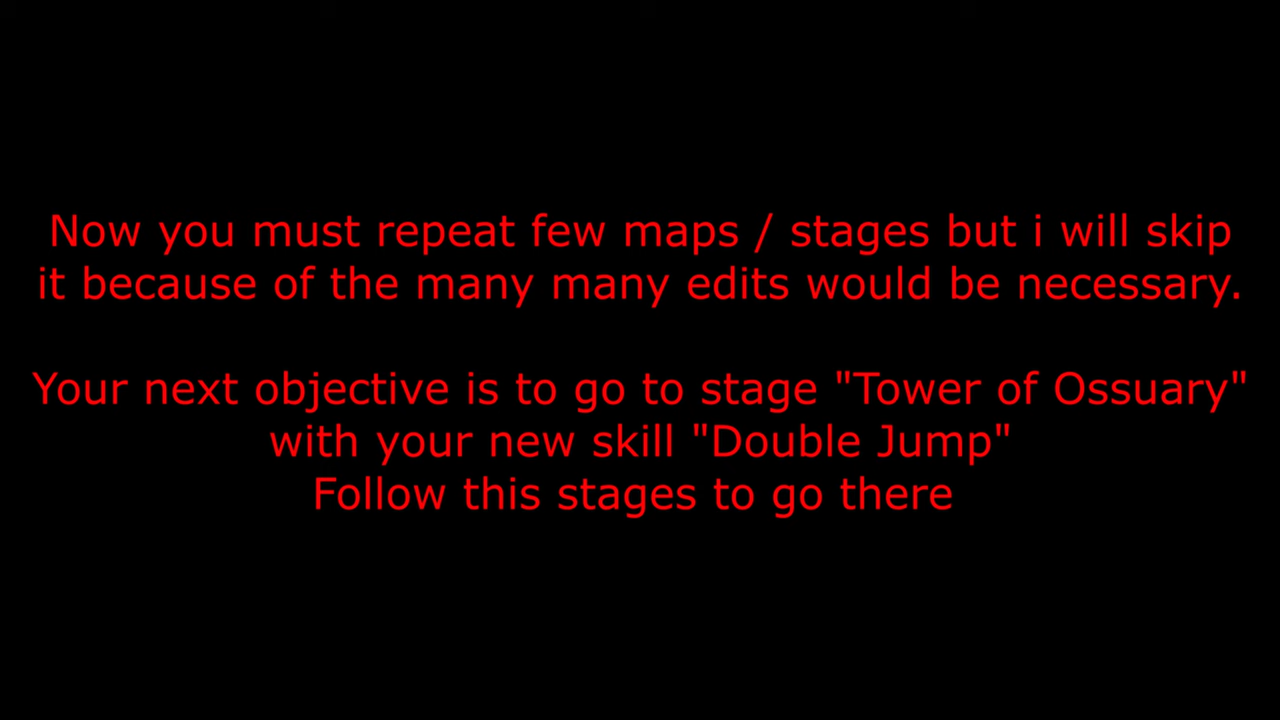 Now you must repeat few maps / stages but i will skip
it because of the many many edits would be necessary.
Your next objective is to go to stage "Tower of Ossuary"
with your new skill "Double Jump"
Follow this stages to go there